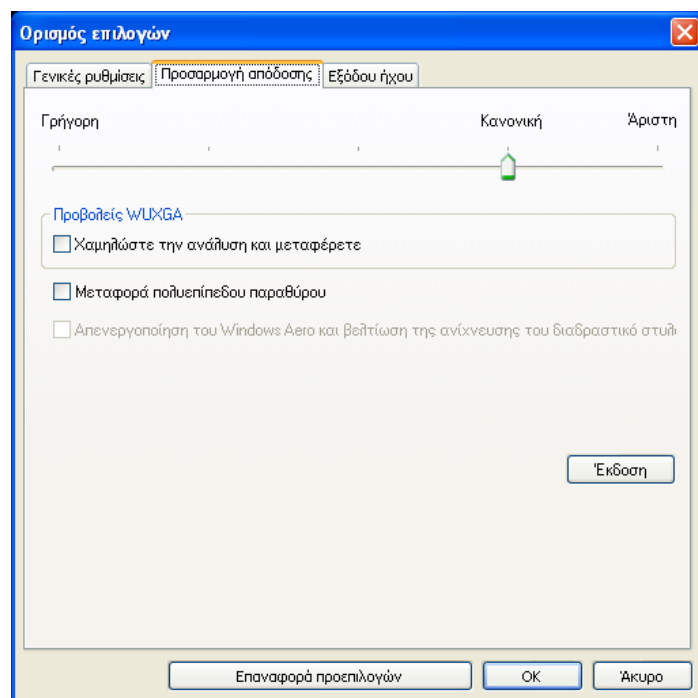 Ορισμός επιλογών
Γενικές ρυθμίσεις Προσαρμογή απόδοσης Εξόδου ήχου
Γρήγορη Κανονική Άριστη
Προβολείς WUXGA
Χαμηλώστε την ανάλυση και μεταφέρετε
Μεταφορά πολυεπίπεδου παραθύρου
Απενεργοποίηση του Windows Aero και βελτίωση της ανίχνευσης του διαδραστικό στυλ
Έκδοση
Επαναφορά προεπιλογών OK Άκυρο